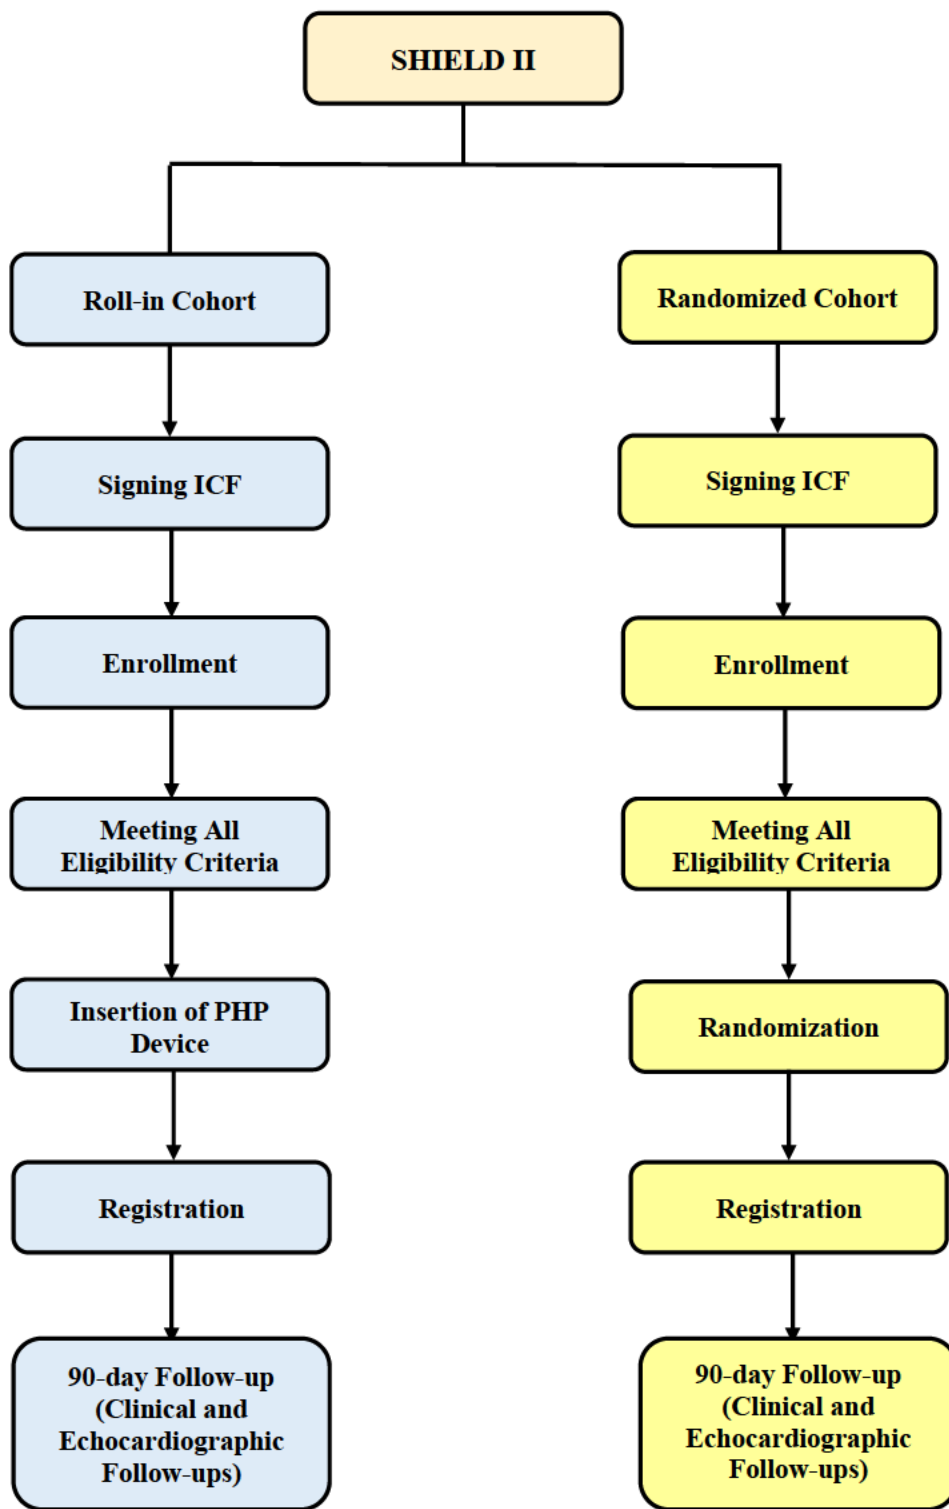 SHIELD II
Roll-in Cohort
Signing ICF
Enrollment
Meeting All
Eligibility Criteria
Insertion of PHP
Device
Registration
90-day Follow-up
(Clinical and
Echocardiographic
Follow-ups)
Randomized Cohort
Signing ICF
Enrollment
Meeting All
Eligibility Criteria
Randomization
Registration
90-day Follow-up
(Clinical and
Echocardiographic
Follow-ups)